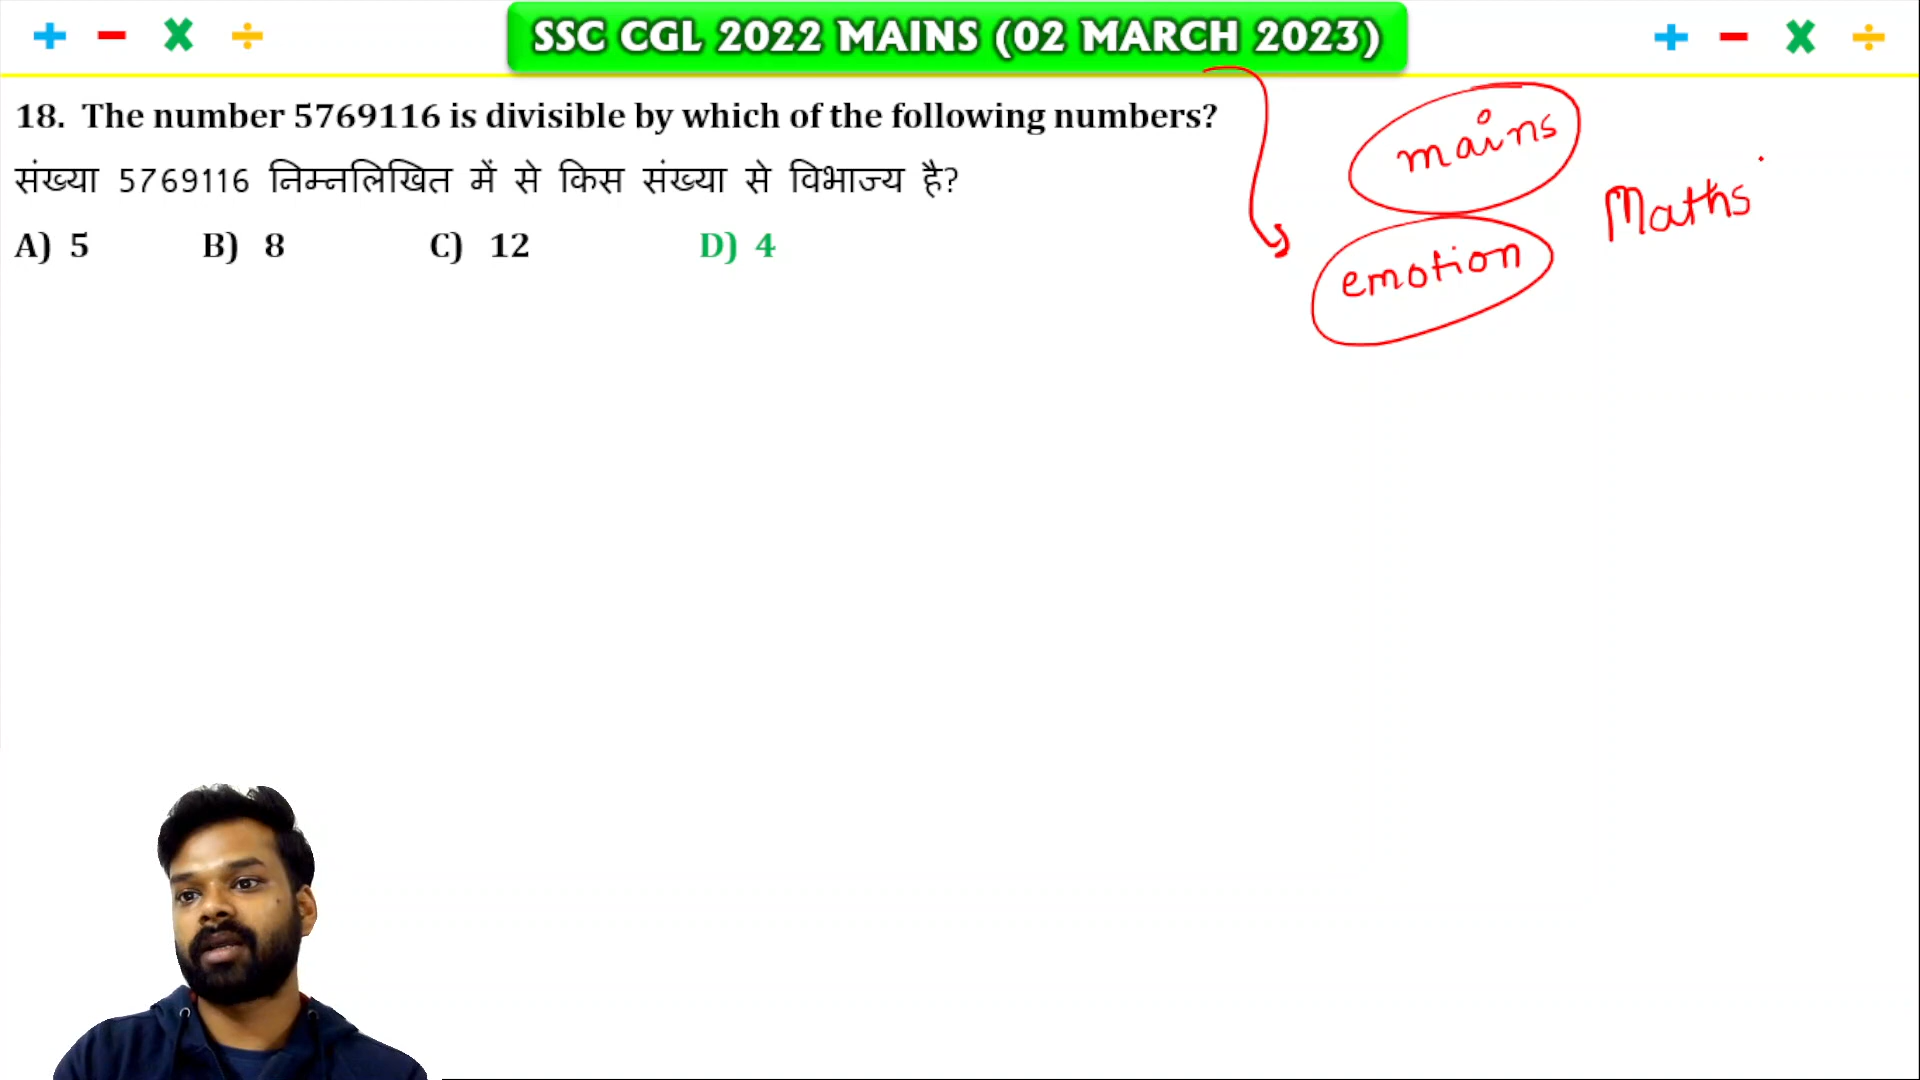 SSC CGL 2022 MAINS (02 MARCH 2023)
18. The number 5769116 is divisible by which of the following numbers?
संख्या 5769116 निम्नलिखित में से किस संख्या से विभाज्य है?
A) 5 B) 8 C) 12 D) 4
mains
Maths
emotion